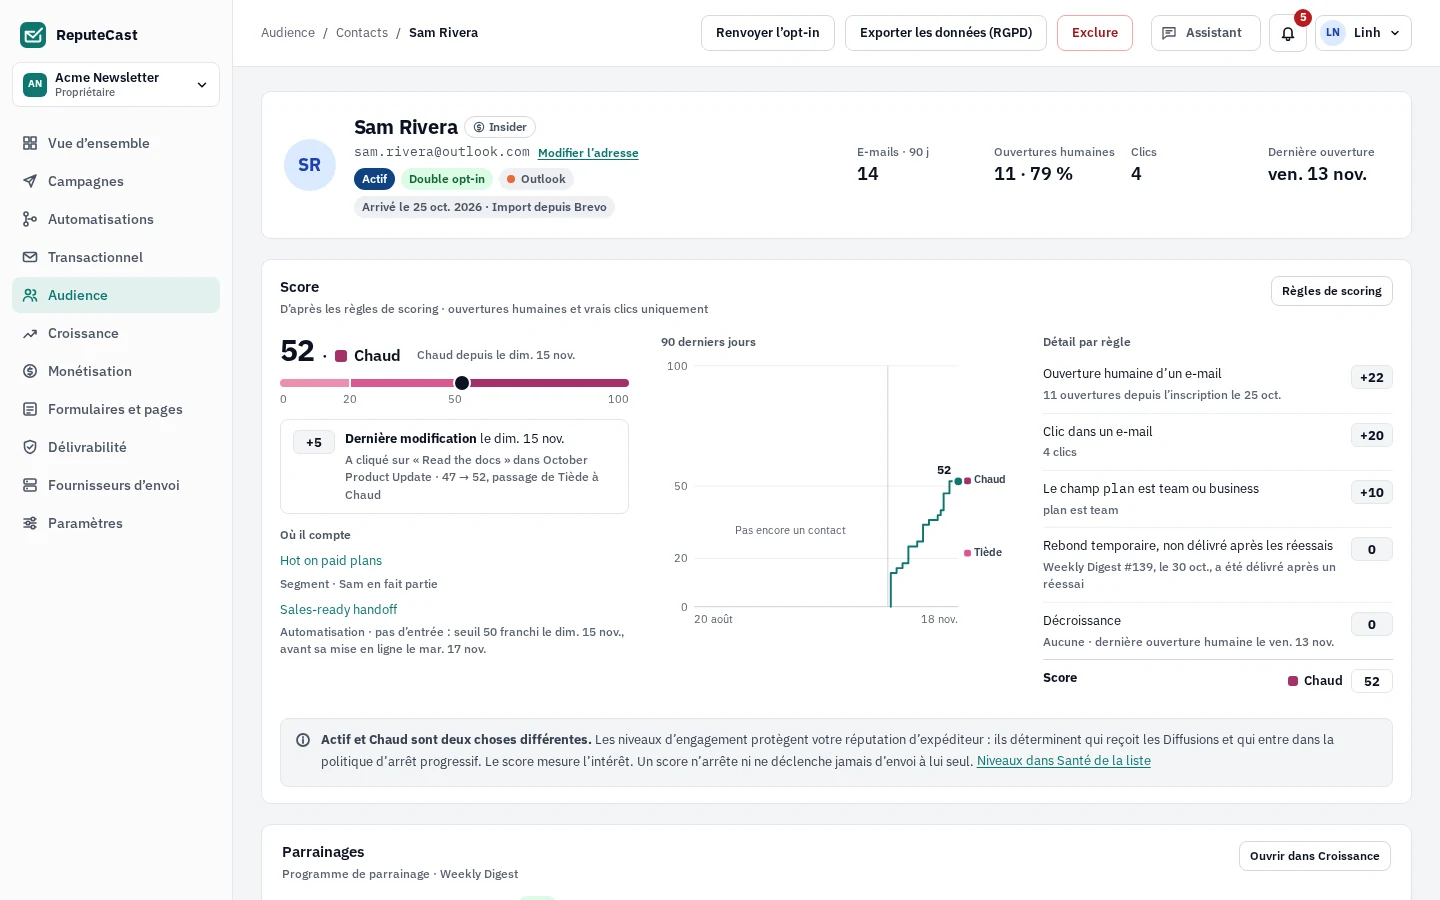 ReputeCast
AN
Acme Newsletter
Propriétaire
Vue d’ensemble
Campagnes
Automatisations
Transactionnel
Audience
Croissance
Monétisation
Formulaires et pages
Délivrabilité
Fournisseurs d’envoi
Paramètres
Audience / Contacts / Sam Rivera
Renvoyer l’opt-in
Exporter les données (RGPD)
Exclure
Assistant
5
LN
Linh
SR
Sam Rivera
Insider
sam.rivera@outlook.com Modifier l’adresse
Actif
Double opt-in
Outlook
Arrivé le 25 oct. 2026 · Import depuis Brevo
E-mails · 90 j
14
Ouvertures humaines
11 · 79 %
Clics
4
Dernière ouverture
ven. 13 nov.
Score
D’après les règles de scoring · ouvertures humaines et vrais clics uniquement
Règles de scoring
52 · Chaud
Chaud depuis le dim. 15 nov.
0 20 50 100
+5
Dernière modification le dim. 15 nov.
A cliqué sur « Read the docs » dans October
Product Update · 47 → 52, passage de Tiède à
Chaud
Où il compte
Hot on paid plans
Segment · Sam en fait partie
Sales-ready handoff
Automatisation · pas d’entrée : seuil 50 franchi le dim. 15 nov.,
avant sa mise en ligne le mar. 17 nov.
90 derniers jours
100
52
Chaud
50
Pas encore un contact
Tiède
20
0
20 août
18 nov.
Détail par règle
Ouverture humaine d’un e-mail
11 ouvertures depuis l’inscription le 25 oct.
+22
Clic dans un e-mail
4 clics
+20
Le champ plan est team ou business
plan est team
+10
Rebond temporaire, non délivré après les réessais
Weekly Digest #139, le 30 oct., a été délivré après un
réessai
0
Décroissance
Aucune · dernière ouverture humaine le ven. 13 nov.
0
Score
Chaud
52
Actif et Chaud sont deux choses différentes. Les niveaux d’engagement protègent votre réputation d’expéditeur : ils déterminent qui reçoit les Diffusions et qui entre dans la
politique d’arrêt progressif. Le score mesure l’intérêt. Un score n’arrête ni ne déclenche jamais d’envoi à lui seul. Niveaux dans Santé de la liste
Parrainages
Programme de parrainage · Weekly Digest
Ouvrir dans Croissance